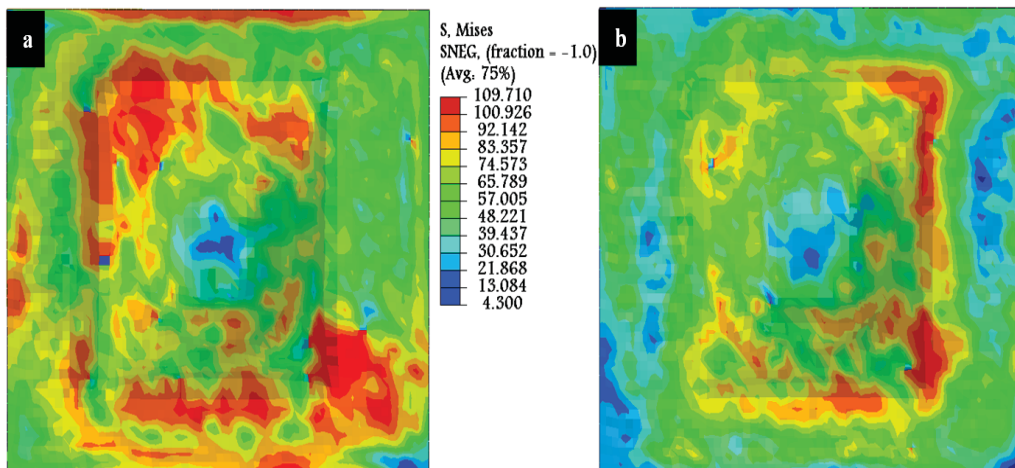 a
S, Mises
SNEG, (fraction = -1.0)
(Avg: 75%)
109.710
100.926
92.142
83.357
74.573
65.789
57.005
48.221
39.437
30.652
21.868
13.084
4.300
b